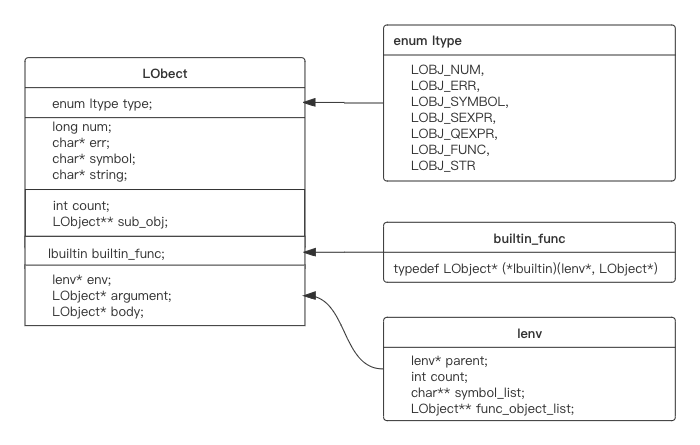 LObect
enum ltype type;
long num;
char* err;
char* symbol;
char* string;
int count;
LObject** sub_obj;
lbuiltin builtin_func;
lenv* env;
LObject* argument;
LObject* body;
enum ltype
LOBJ_NUM,
LOBJ_ERR,
LOBJ_SYMBOL,
LOBJ_SEXPR,
LOBJ_QEXPR,
LOBJ_FUNC,
LOBJ_STR
builtin_func
typedef LObject* (*lbuiltin)(lenv*, LObject*)
lenv
lenv* parent;
int count;
char** symbol_list;
LObject** func_object_list;